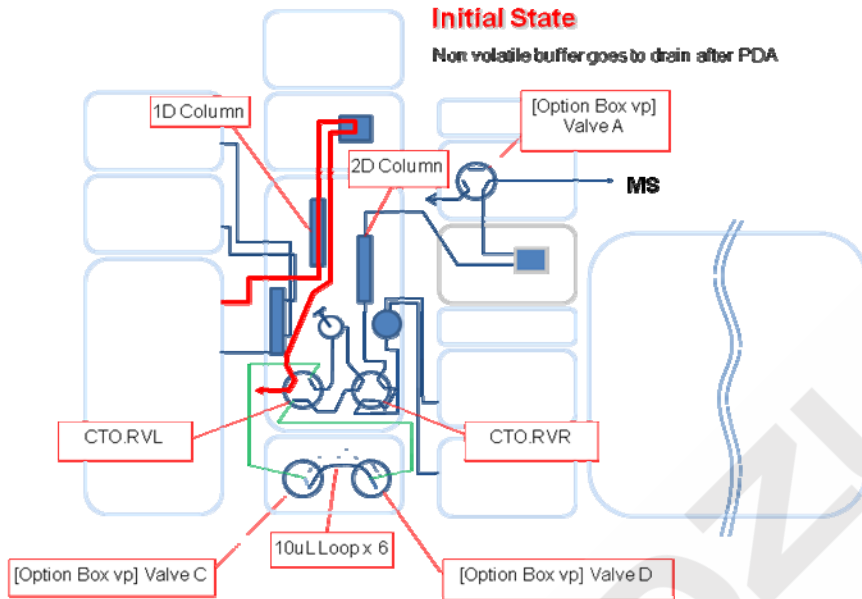 Initial State
Non volatile buffer goes to drain after PDA
1D Column
[Option Box vp]
Valve A
2D Column
MS
CTO.RVL
CTO.RVR
10uL Loop x 6
[Option Box vp] Valve C
[Option Box vp] Valve D